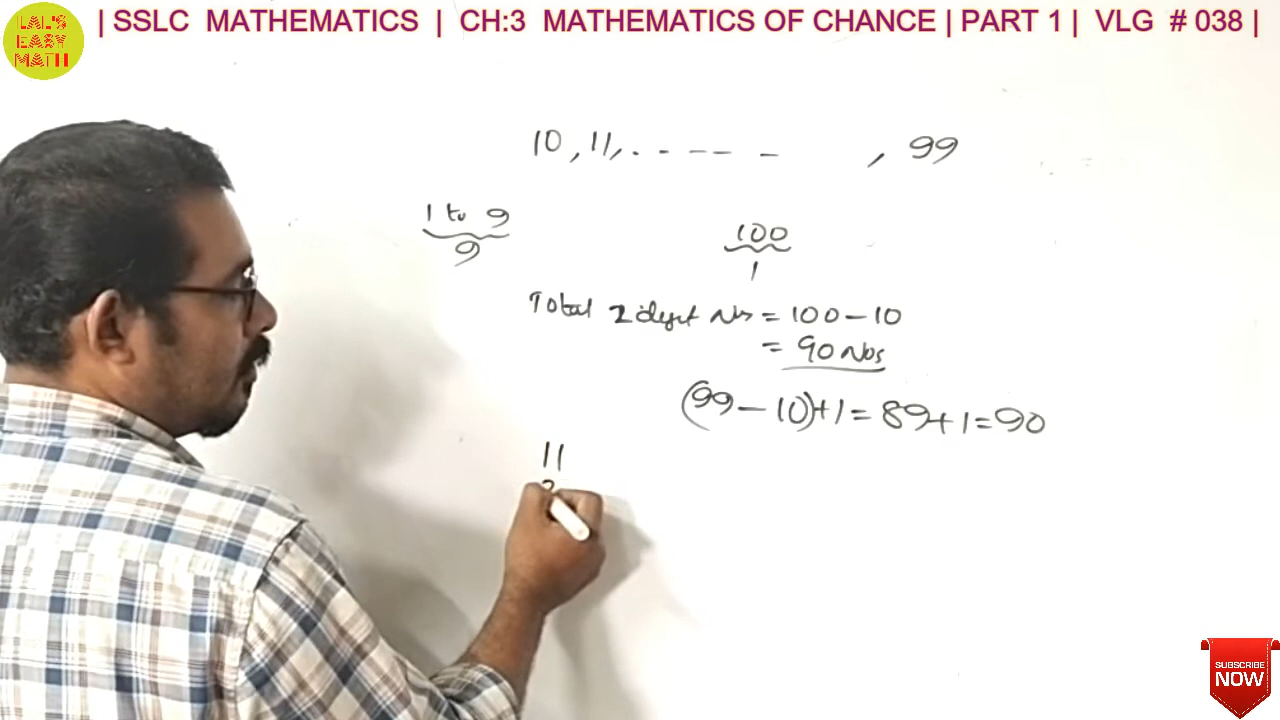 LAL'S
EASY
MATH
| SSLC MATHEMATICS | CH:3 MATHEMATICS OF CHANCE | PART 1 | VLG # 038 |
10, 11, . - - - - , 99
1 to 9
9
100
1
Total 2 digit Nos = 100 - 10
= 90 Nos
(99 - 10) + 1 = 89 + 1 = 90
11
SUBSCRIBE
NOW